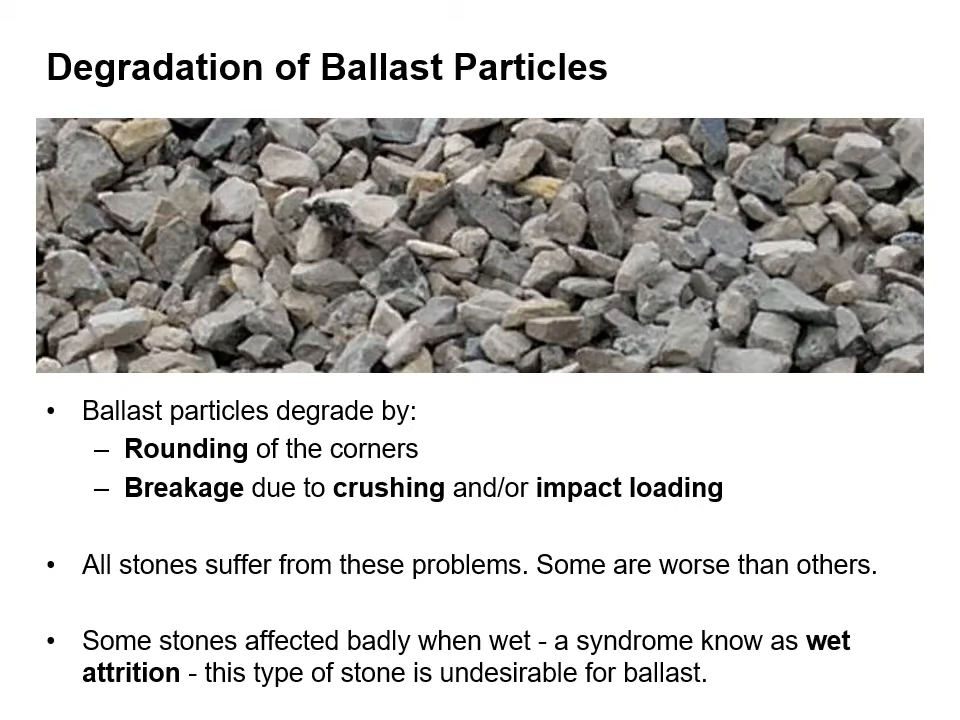 Degradation of Ballast Particles
• Ballast particles degrade by:
– Rounding of the corners
– Breakage due to crushing and/or impact loading
• All stones suffer from these problems. Some are worse than others.
• Some stones affected badly when wet - a syndrome know as wet
attrition - this type of stone is undesirable for ballast.